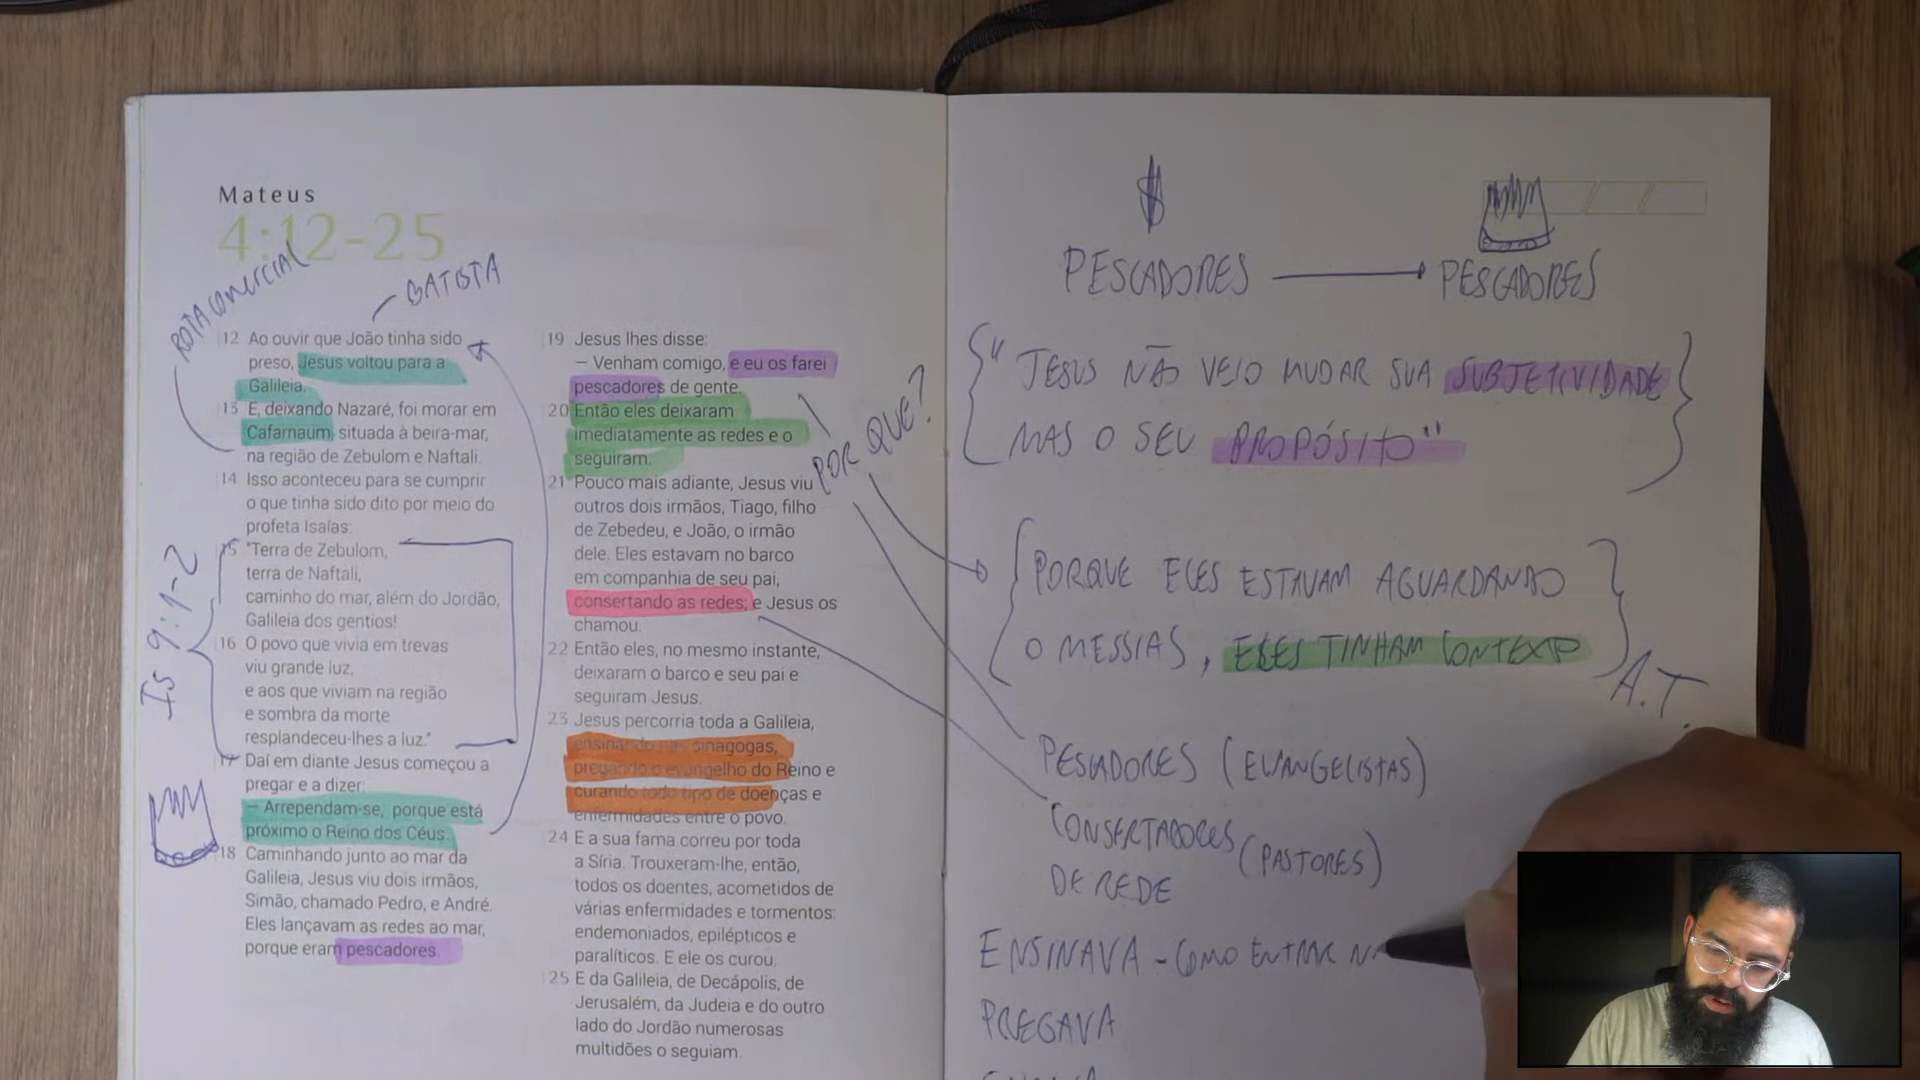 Mateus
4:12-25
ROTA COMERCIAL
BATISTA
12 Ao ouvir que João tinha sido
preso, Jesus voltou para a
Galileia.
13 E, deixando Nazaré, foi morar em
Cafarnaum, situada à beira-mar,
na região de Zebulom e Naftali.
14 Isso aconteceu para se cumprir
o que tinha sido dito por meio do
profeta Isaías:
15 "Terra de Zebulom,
terra de Naftali,
caminho do mar, além do Jordão,
Galileia dos gentios!
16 O povo que vivia em trevas
viu grande luz,
e aos que viviam na região
e sombra da morte
resplandeceu-lhes a luz."
17 Daí em diante Jesus começou a
pregar e a dizer:
— Arrependam-se, porque está
próximo o Reino dos Céus.
18 Caminhando junto ao mar da
Galileia, Jesus viu dois irmãos,
Simão, chamado Pedro, e André.
Eles lançavam as redes ao mar,
porque eram pescadores.
Is 9:1-2
19 Jesus lhes disse:
— Venham comigo, e eu os farei
pescadores de gente.
20 Então eles deixaram
imediatamente as redes e o
seguiram.
21 Pouco mais adiante, Jesus viu
outros dois irmãos, Tiago, filho
de Zebedeu, e João, o irmão
dele. Eles estavam no barco
em companhia de seu pai,
consertando as redes; e Jesus os
chamou.
22 Então eles, no mesmo instante,
deixaram o barco e seu pai e
seguiram Jesus.
23 Jesus percorria toda a Galileia,
ensinando nas sinagogas,
pregando o evangelho do Reino e
curando todo tipo de doenças e
enfermidades entre o povo.
24 E a sua fama correu por toda
a Síria. Trouxeram-lhe, então,
todos os doentes, acometidos de
várias enfermidades e tormentos:
endemoniados, epilépticos e
paralíticos. E ele os curou.
25 E da Galileia, de Decápolis, de
Jerusalém, da Judeia e do outro
lado do Jordão numerosas
multidões o seguiam.
POR QUE?
$
PESCADORES → PESCADORES
"JESUS NÃO VEIO MUDAR SUA SUBJETIVIDADE
MAS O SEU PROPÓSITO"
PORQUE ELES ESTAVAM AGUARDANDO
O MESSIAS, ELES TINHAM CONTEXTO
A.T.
PESCADORES (EVANGELISTAS)
CONSERTADORES (PASTORES)
DE REDE
ENSINAVA - COMO ENTRAR
PREGAVA